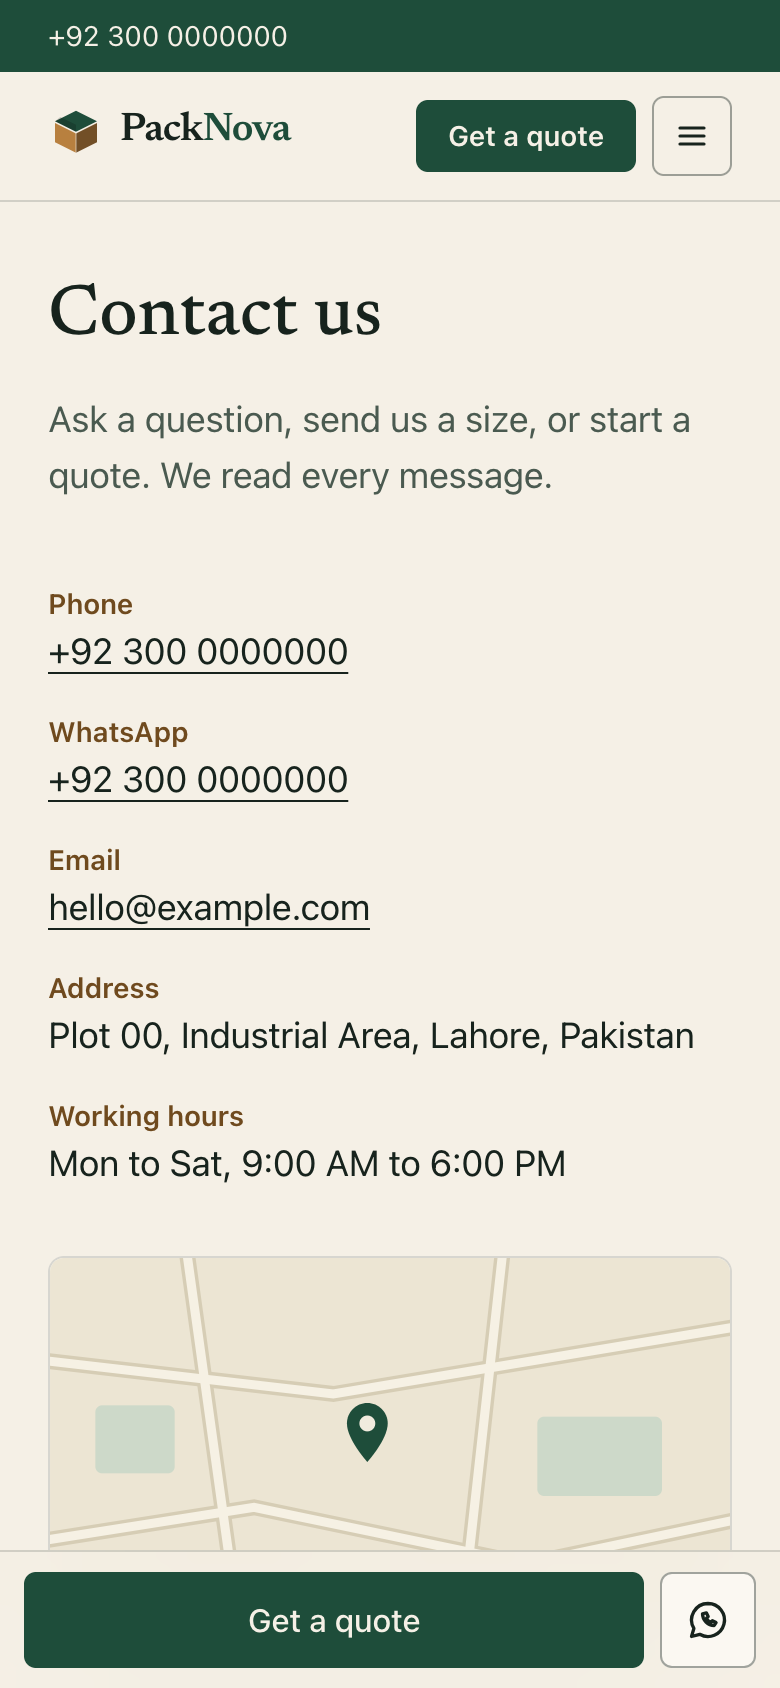 +92 300 0000000
PackNova
Get a quote
Contact us
Ask a question, send us a size, or start a
quote. We read every message.
Phone
+92 300 0000000
WhatsApp
+92 300 0000000
Email
hello@example.com
Address
Plot 00, Industrial Area, Lahore, Pakistan
Working hours
Mon to Sat, 9:00 AM to 6:00 PM
Get a quote